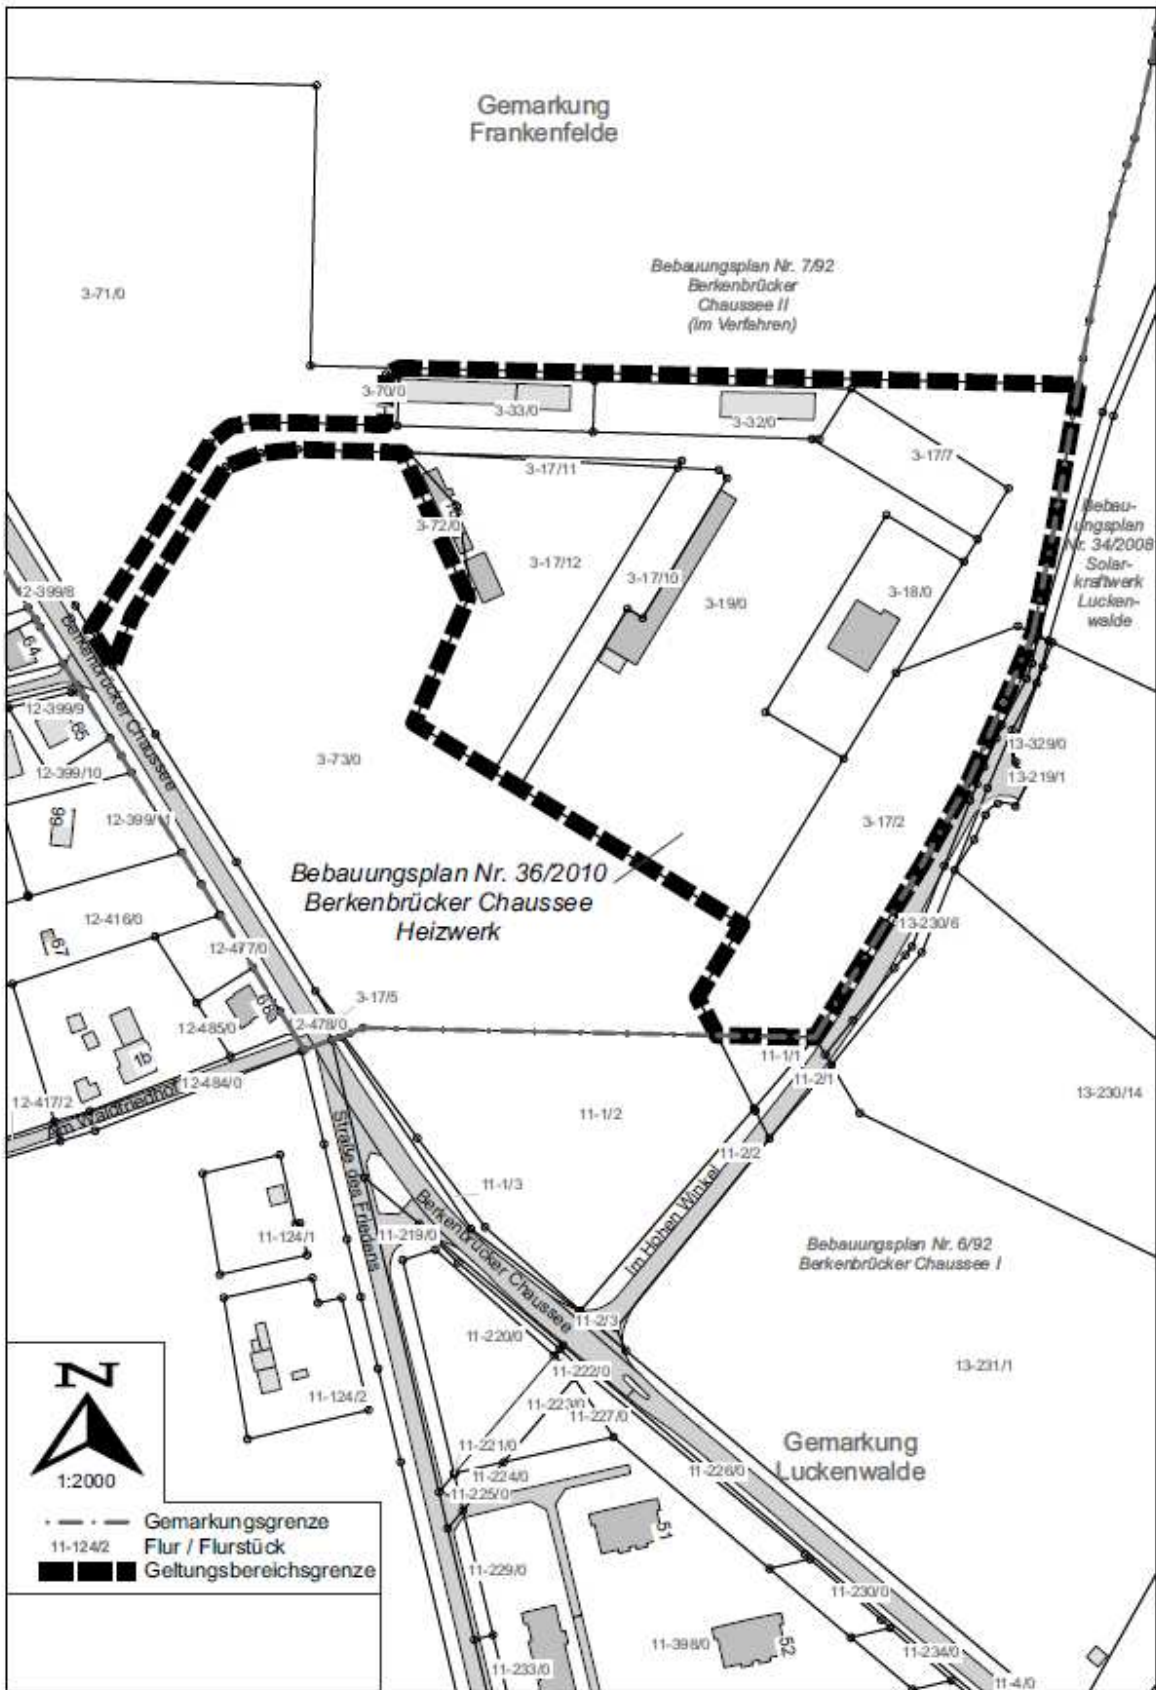 Gemarkung
Frankenfelde
Bebauungsplan Nr. 7/92
Berkenbrücker
Chaussee II
(im Verfahren)
3-71/0
3-70/0
3-33/0
3-32/0
3-17/11
3-17/7
3-72/0
3-17/12
3-17/10
3-19/0
3-18/0
Bebau-
ungsplan
Nr. 34/2008
Solar-
kraftwerk
Lucken-
walde
12-399/8
64
Berkenbrücker Chaussee
12-399/9
65
12-399/10
3-73/0
13-329/0
13-219/1
66
12-399/11
3-17/2
Bebauungsplan Nr. 36/2010
Berkenbrücker Chaussee
Heizwerk
12-416/0
67
12-477/0
13-230/6
3-17/5
68
2-478/0
12-485/0
1b
12-484/0
12-417/2
Am Waldfriedhof
11-1/1
11-2/1
13-230/14
11-1/2
Straße des Friedens
11-2/2
11-1/3
Im Hohen Winkel
11-124/1
11-219/0
Berkenbrücker Chaussee
Bebauungsplan Nr. 6/92
Berkenbrücker Chaussee I
11-2/3
11-220/0
11-222/0
13-231/1
11-124/2
11-223/0
11-227/0
Gemarkung
Luckenwalde
11-221/0
11-224/0
11-226/0
11-225/0
51
11-229/0
11-230/0
11-398/0
52
11-234/0
11-233/0
11-4/0
N
1:2000
Gemarkungsgrenze
11-124/2 Flur / Flurstück
Geltungsbereichsgrenze